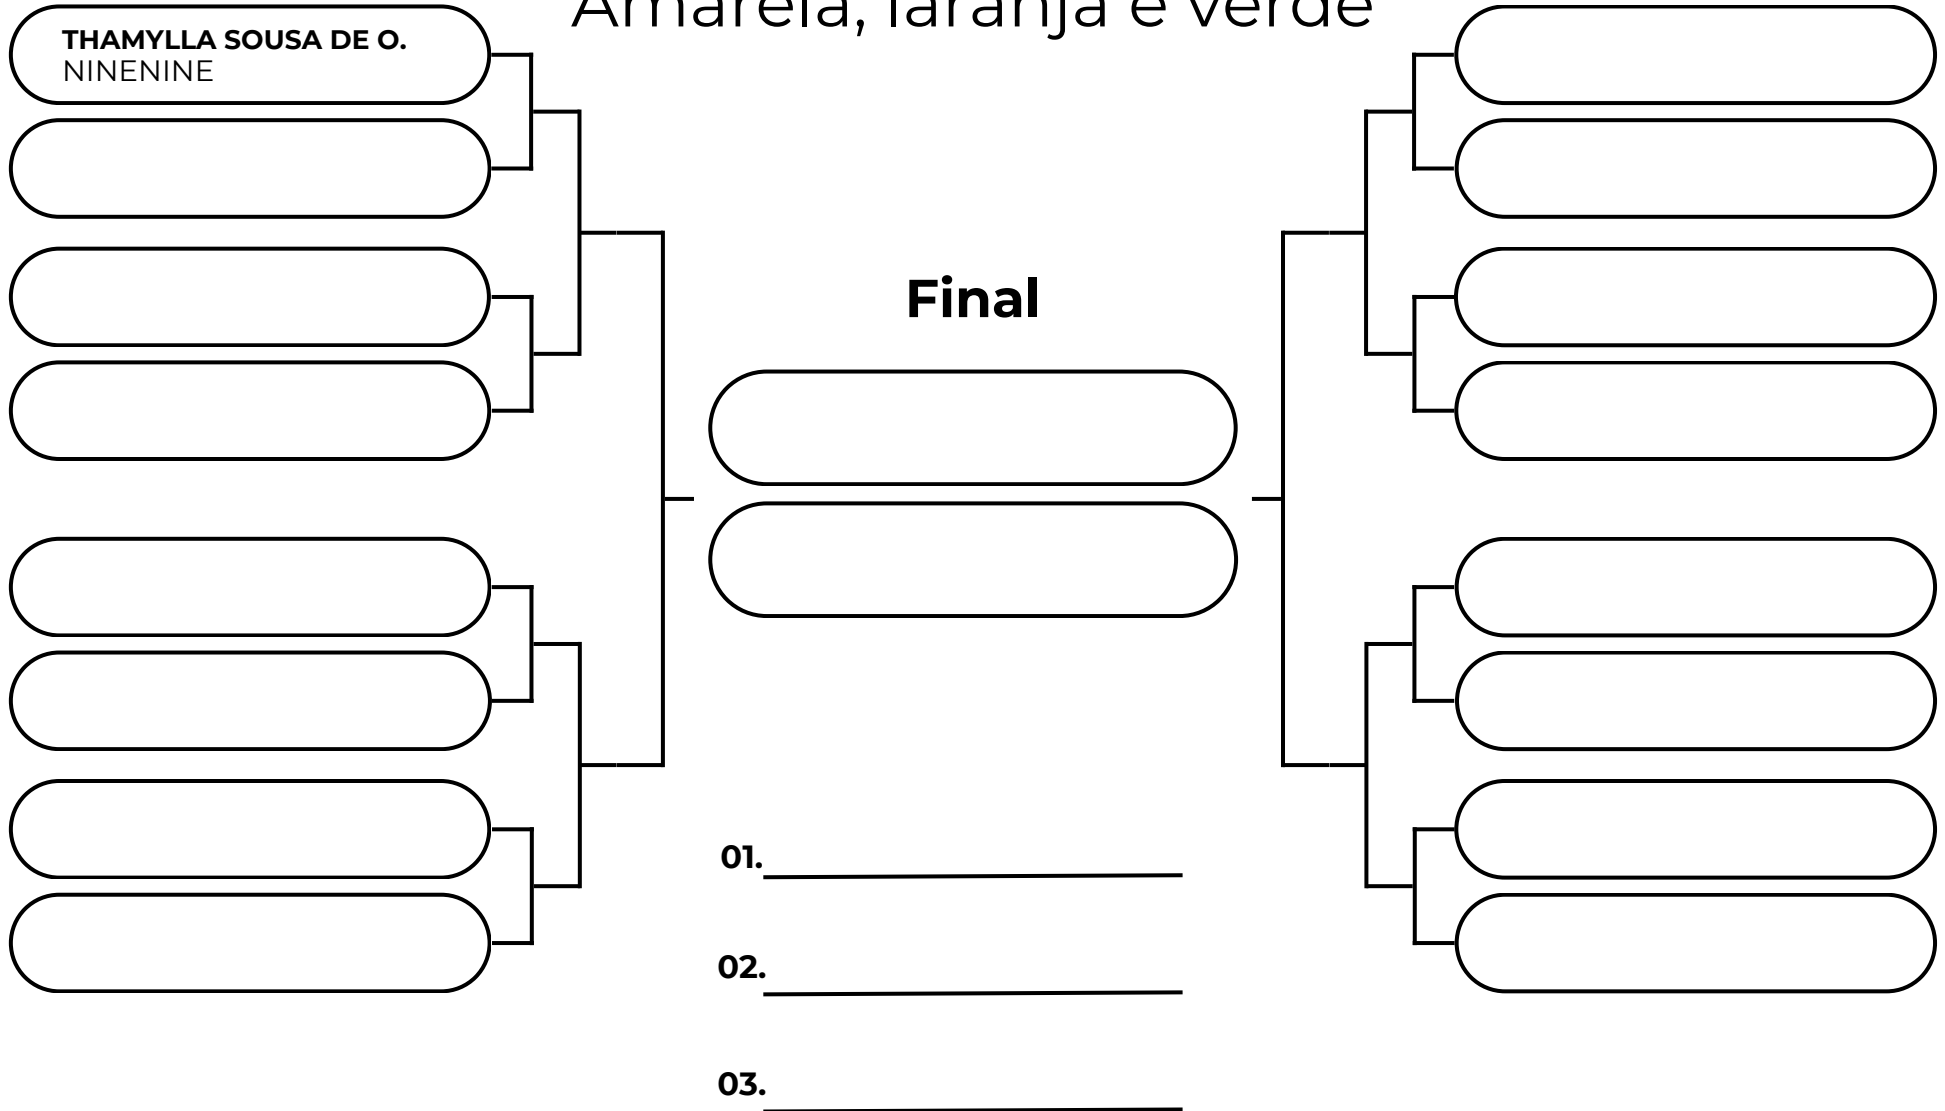 Amarela, laranja e verde
THAMYLLA SOUSA DE O.
NINENINE
Final
01.
02.
03.